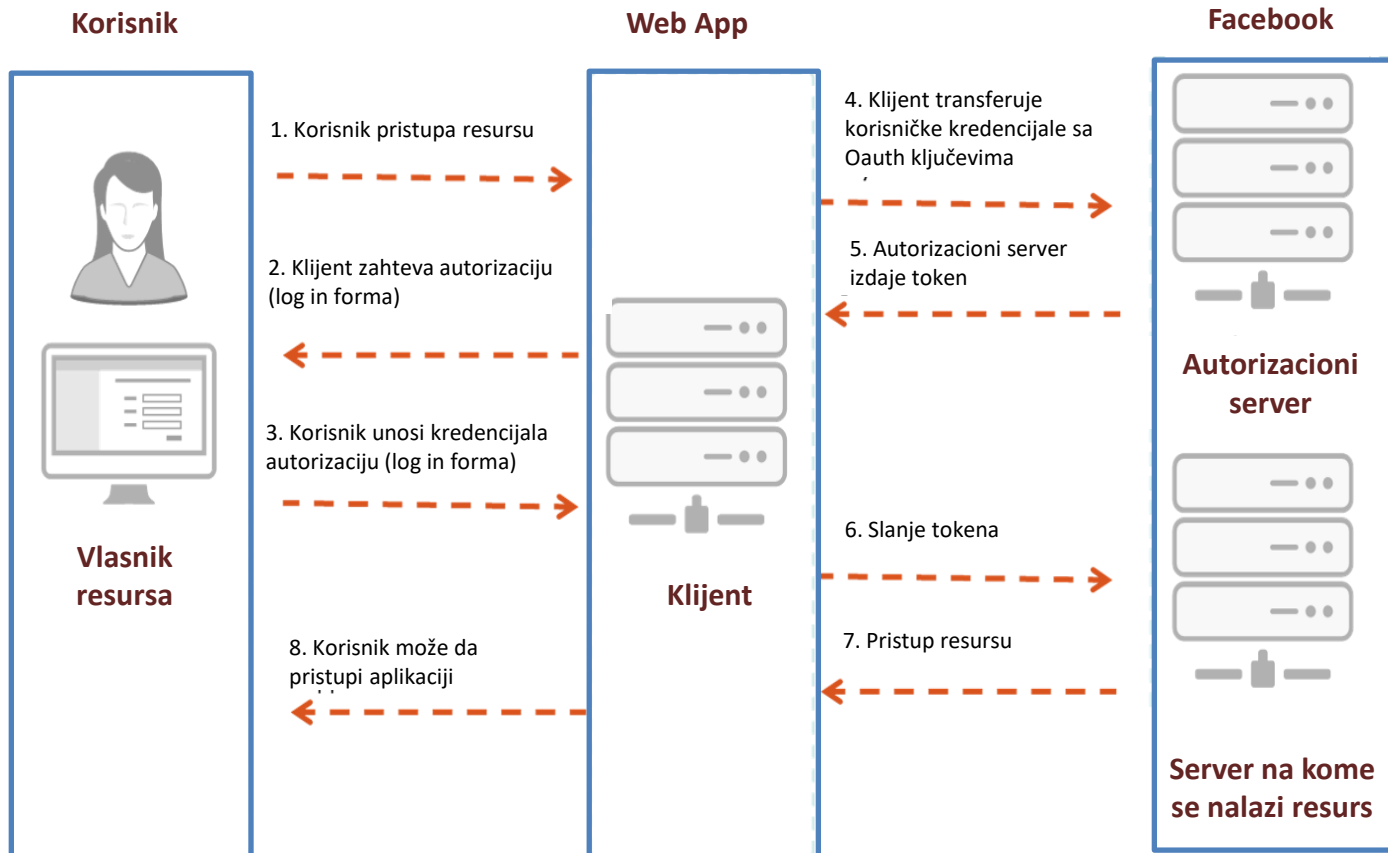 Korisnik
Web App
Facebook
1. Korisnik pristupa resursu
2. Klijent zahteva autorizaciju
(log in forma)
3. Korisnik unosi kredencijala
autorizaciju (log in forma)
Vlasnik
resursa
8. Korisnik može da
pristupi aplikaciji
Klijent
4. Klijent transferuje
korisničke kredencijale sa
Oauth ključevima
5. Autorizacioni server
izdaje token
6. Slanje tokena
7. Pristup resursu
Autorizacioni
server
Server na kome
se nalazi resurs